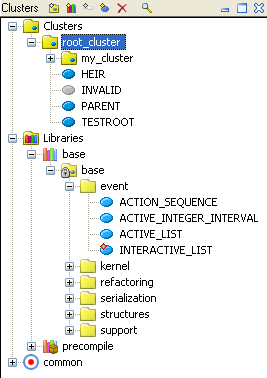 Clusters
Clusters
root_cluster
my_cluster
HEIR
INVALID
PARENT
TESTROOT
Libraries
base
base
event
ACTION_SEQUENCE
ACTIVE_INTEGER_INTERVAL
ACTIVE_LIST
INTERACTIVE_LIST
kernel
refactoring
serialization
structures
support
precompile
common